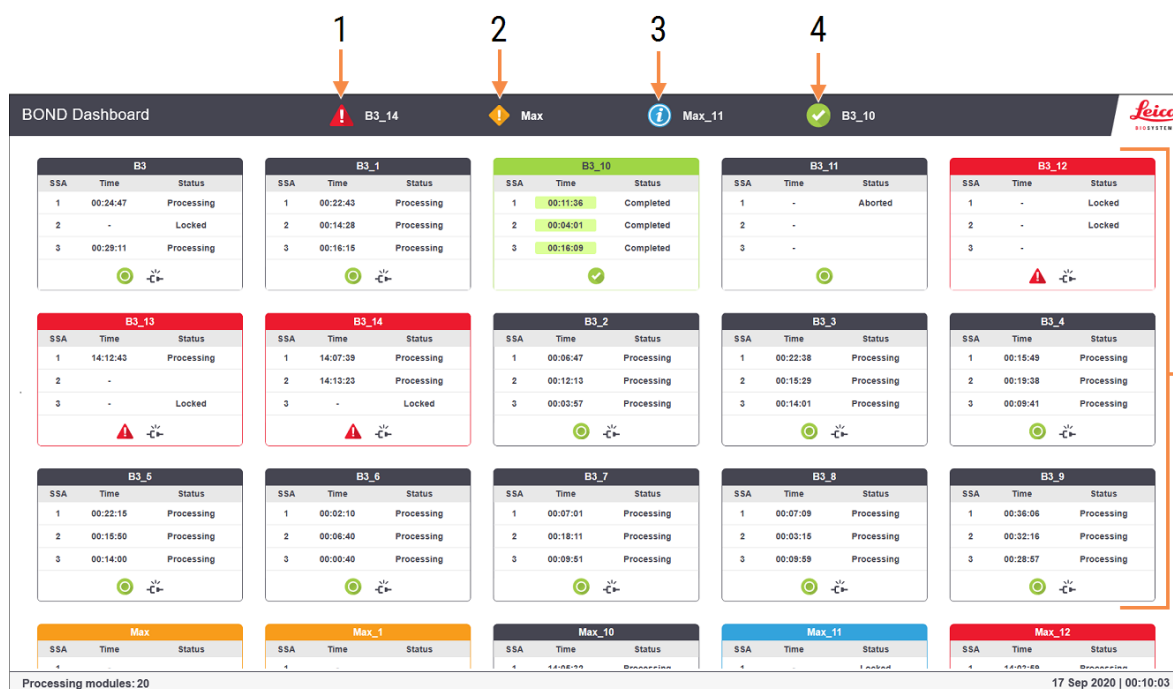 1 2 3 4
BOND Dashboard B3_14 Max Max_11 B3_10 Leica
BIOSYSTEM
B3 B3_1 B3_10 B3_11 B3_12
SSA Time Status SSA Time Status SSA Time Status SSA Time Status SSA Time Status
1 00:24:47 Processing 1 00:22:43 Processing 1 00:11:36 Completed 1 - Aborted 1 - Locked
2 - Locked 2 00:14:28 Processing 2 00:04:01 Completed 2 - 2 - Locked
3 00:29:11 Processing 3 00:16:15 Processing 3 00:16:09 Completed 3 - 3 -
B3_13 B3_14 B3_2 B3_3 B3_4
SSA Time Status SSA Time Status SSA Time Status SSA Time Status SSA Time Status
1 14:12:43 Processing 1 14:07:39 Processing 1 00:06:47 Processing 1 00:22:38 Processing 1 00:15:49 Processing
2 - 2 14:13:23 Processing 2 00:12:13 Processing 2 00:15:29 Processing 2 00:19:38 Processing
3 - Locked 3 - Locked 3 00:03:57 Processing 3 00:14:01 Processing 3 00:09:41 Processing
B3_5 B3_6 B3_7 B3_8 B3_9
SSA Time Status SSA Time Status SSA Time Status SSA Time Status SSA Time Status
1 00:22:15 Processing 1 00:02:10 Processing 1 00:07:01 Processing 1 00:07:09 Processing 1 00:36:06 Processing
2 00:15:50 Processing 2 00:06:40 Processing 2 00:18:11 Processing 2 00:03:15 Processing 2 00:32:16 Processing
3 00:14:00 Processing 3 00:00:40 Processing 3 00:09:51 Processing 3 00:09:59 Processing 3 00:28:57 Processing
Max Max_1 Max_10 Max_11 Max_12
SSA Time Status SSA Time Status SSA Time Status SSA Time Status SSA Time Status
1 - 1 - 1 Processing 1 - Locked 1 Processing
Processing modules: 20 17 Sep 2020 | 00:10:03